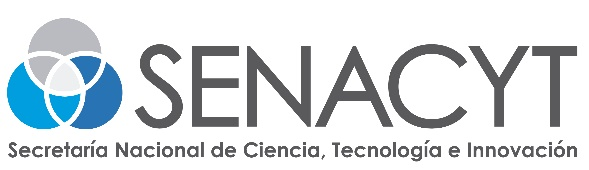 SENACYT
Secretaría Nacional de Ciencia, Tecnología e Innovación